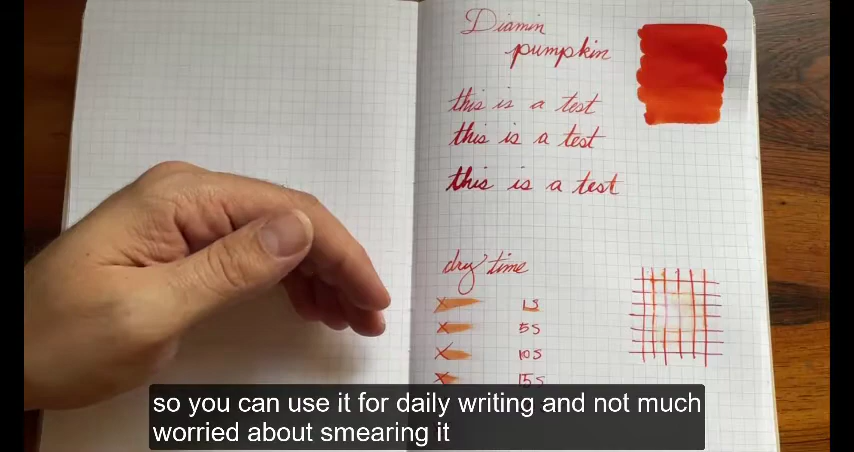 Diamin
pumpkin
this is a test
this is a test
this is a test
dry time
X 1s
X 5s
X 10s
X 15s
so you can use it for daily writing and not much
worried about smearing it